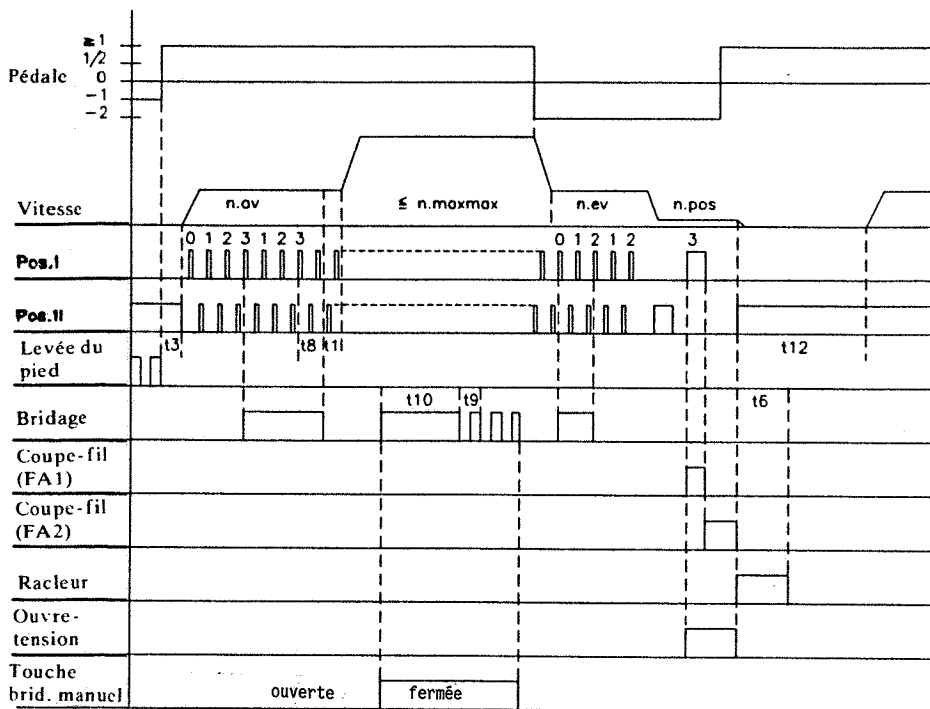 ≧1
1/2
Pédale
0
-1
-2
Vitesse
n.av
≦ n.maxmax
n.ev
n.pos
0 1 2 3 1 2 3
0 1 2 1 2
3
Pos.I
Pos.II
Levée du
pied
t3
t8
t1
t12
Bridage
t10
t9
t6
Coupe-fil
(FA1)
Coupe-fil
(FA2)
Racleur
Ouvre-
tension
Touche
brid. manuel
ouverte
fermée